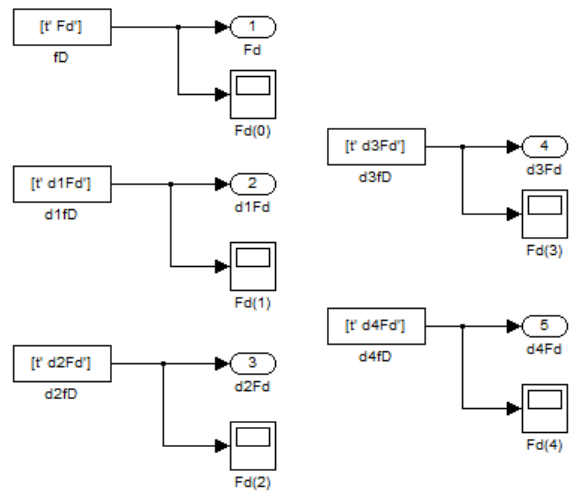 [t' Fd']
fD
1
Fd
Fd(0)
[t' d1Fd']
d1fD
2
d1Fd
Fd(1)
[t' d2Fd']
d2fD
3
d2Fd
Fd(2)
[t' d3Fd']
d3fD
4
d3Fd
Fd(3)
[t' d4Fd']
d4fD
5
d4Fd
Fd(4)